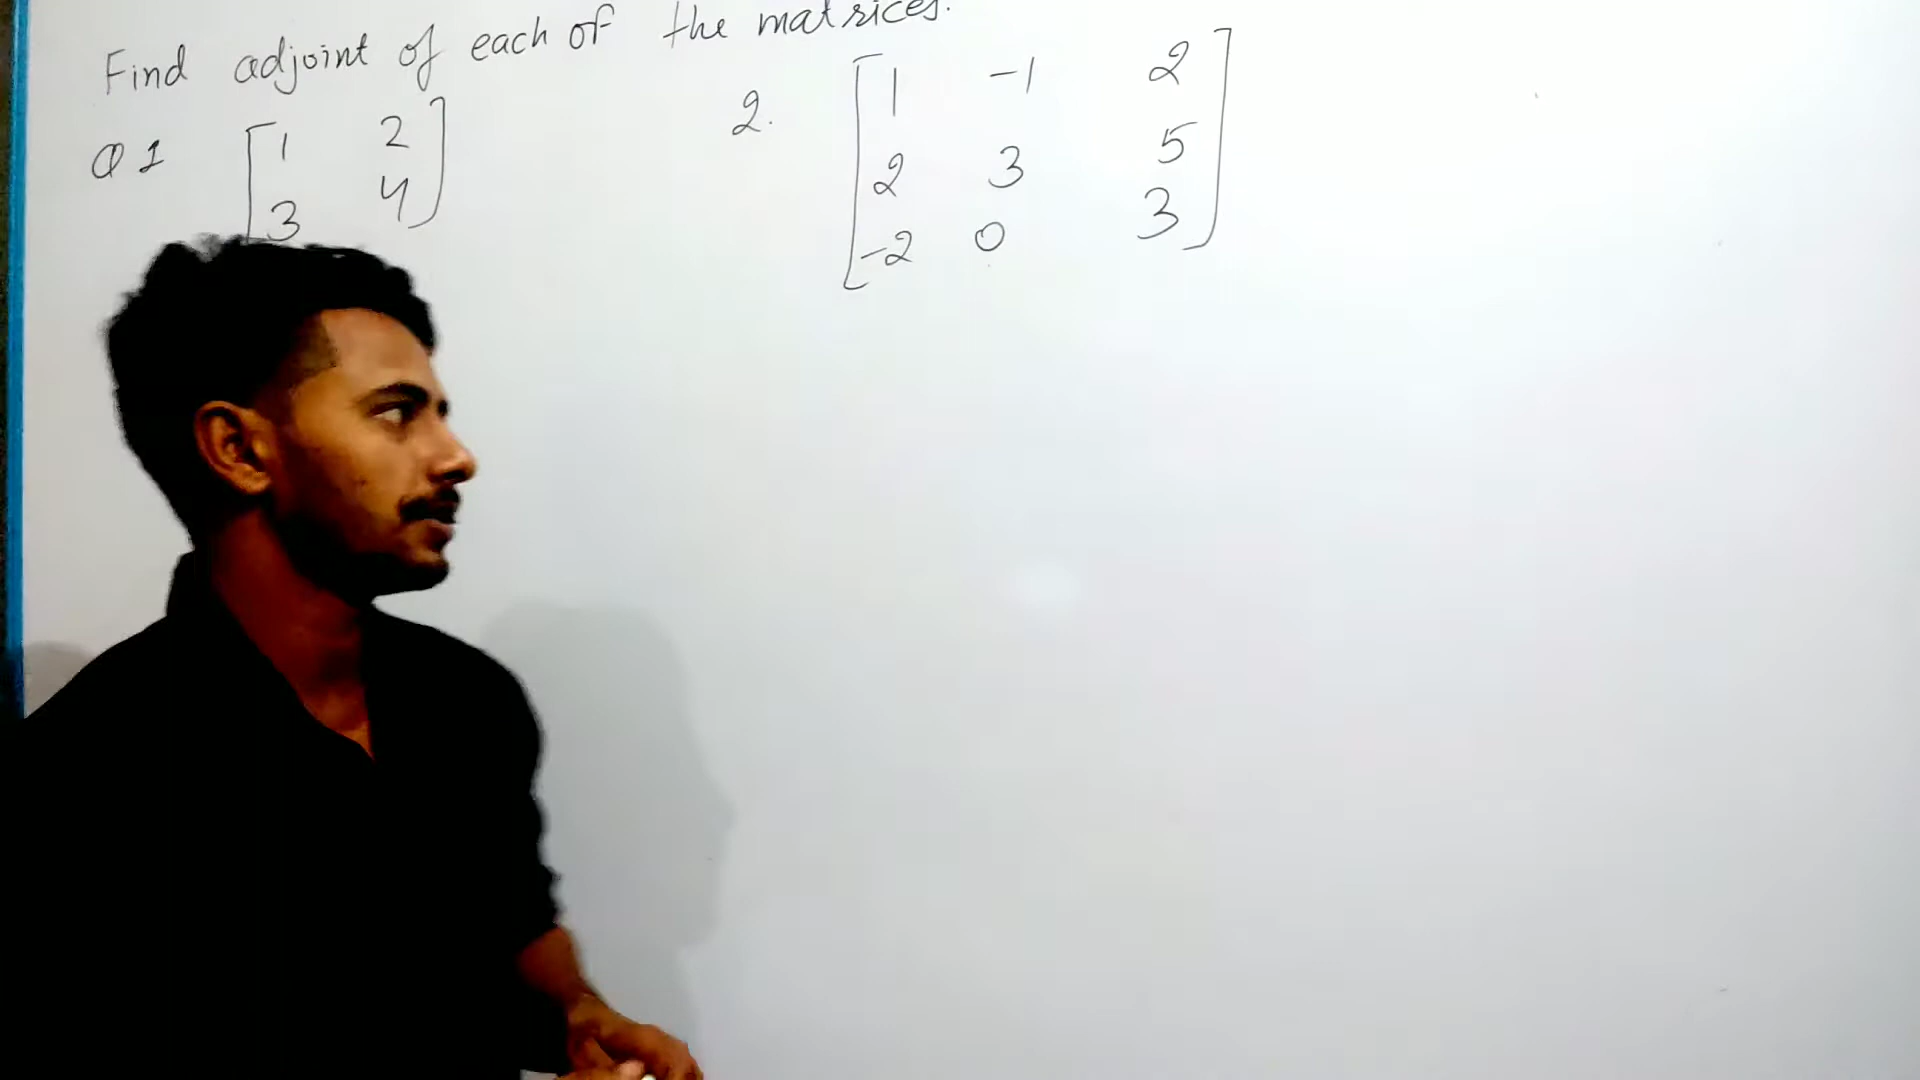 Find adjoint of each of the matrices.
Q 1 [1 2
3 4]
2. [1 -1 2
2 3 5
-2 0 3]